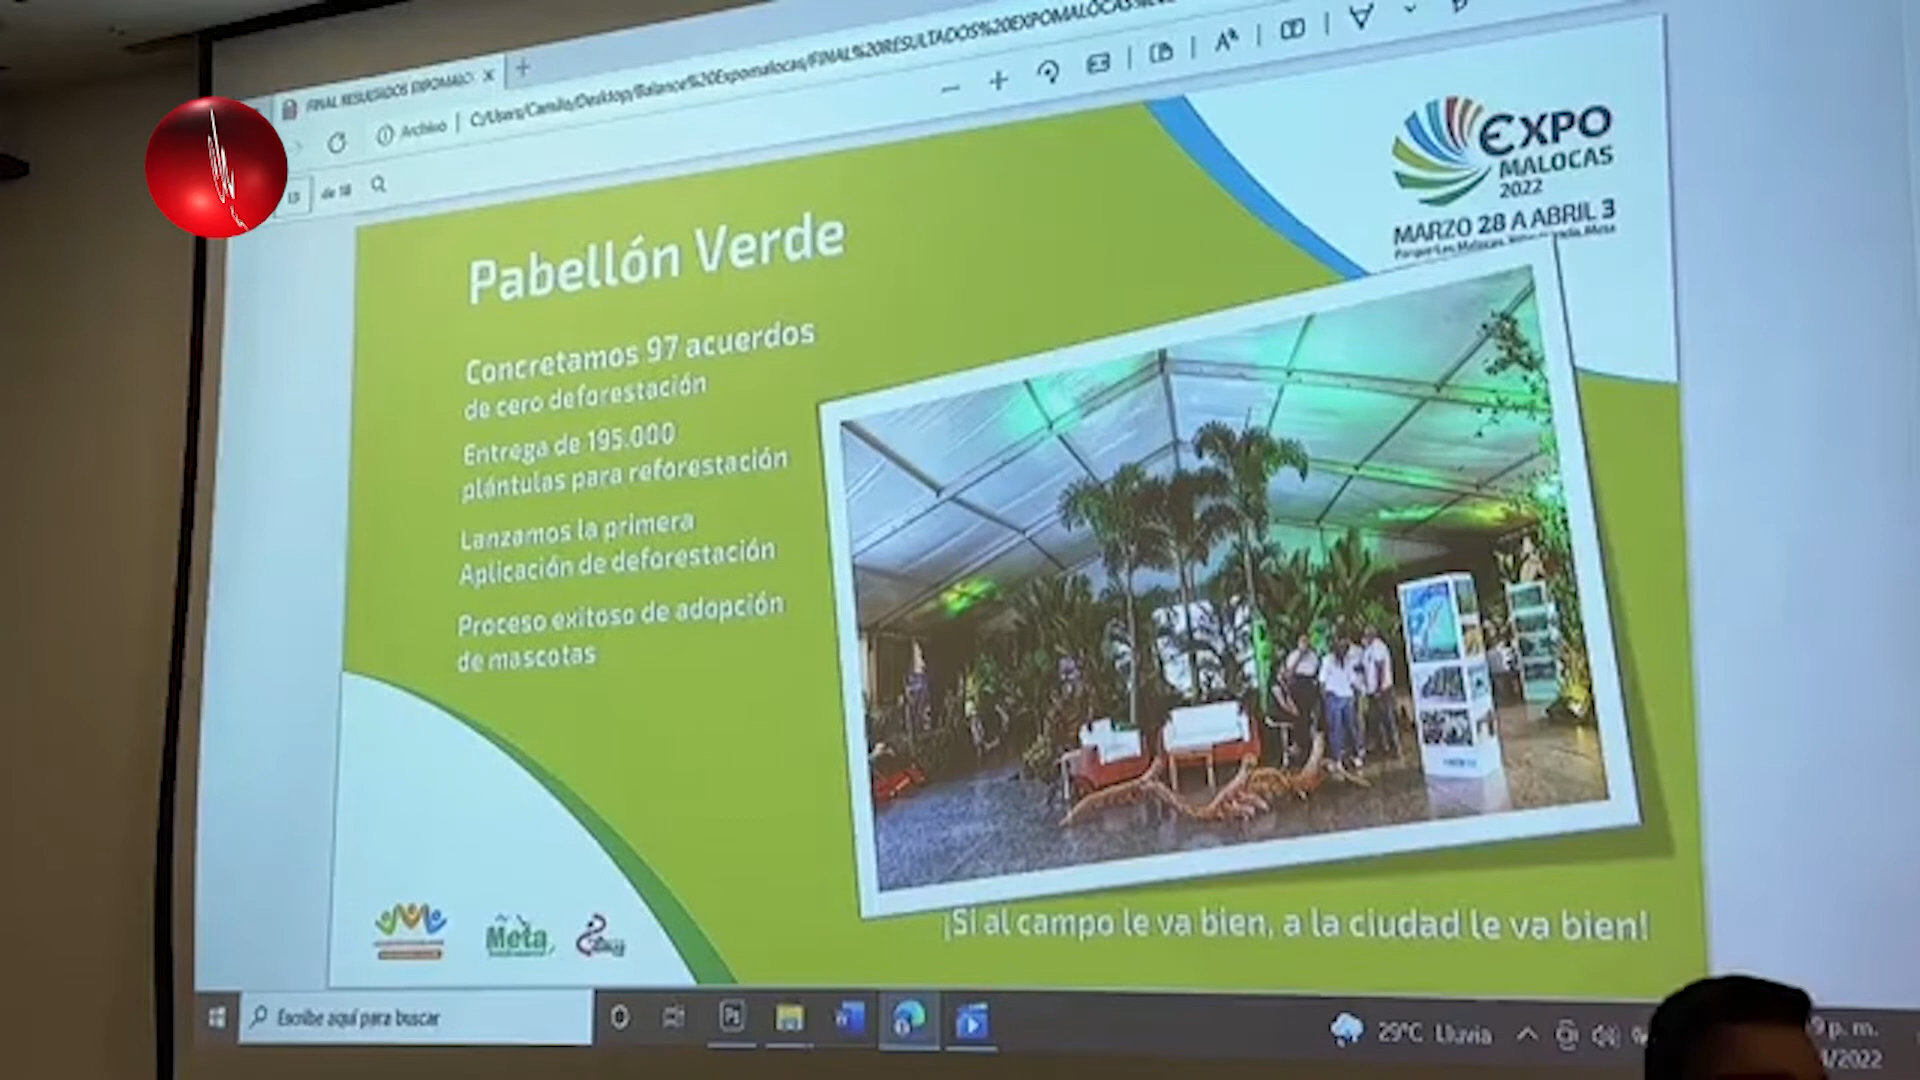 FINAL RESULTADOS EXPOMALO
Archivo
C:/Users/Camilo/Desktop/Balance%20Expomalocas/FINAL%20RESULTADOS%20EXPOMALOCAS
13 de 18
EXPO
MALOCAS
2022
MARZO 28 A ABRIL 3
Pabellón Verde
Concretamos 97 acuerdos
de cero deforestación
Entrega de 195.000
plántulas para reforestación
Lanzamos la primera
Aplicación de deforestación
Proceso exitoso de adopción
de mascotas
¡Si al campo le va bien, a la ciudad le va bien!
Meta
Escribe aquí para buscar
Ps
29°C Lluvia
9 p. m.
/2022